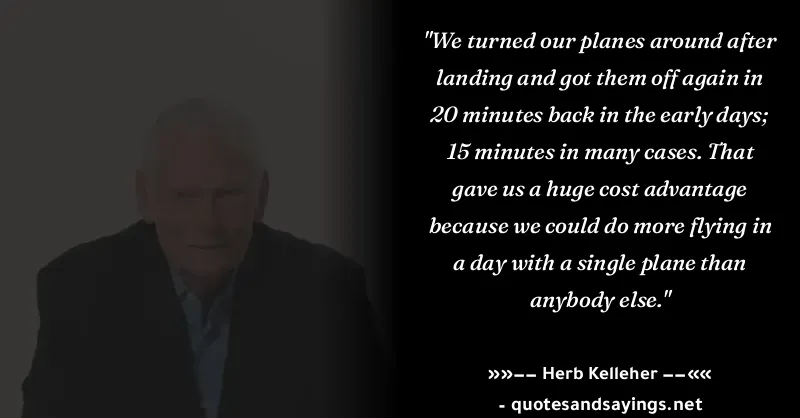 "We turned our planes around after
landing and got them off again in
20 minutes back in the early days;
15 minutes in many cases. That
gave us a huge cost advantage
because we could do more flying in
a day with a single plane than
anybody else."
»»—— Herb Kelleher ——««
- quotesandsayings.net